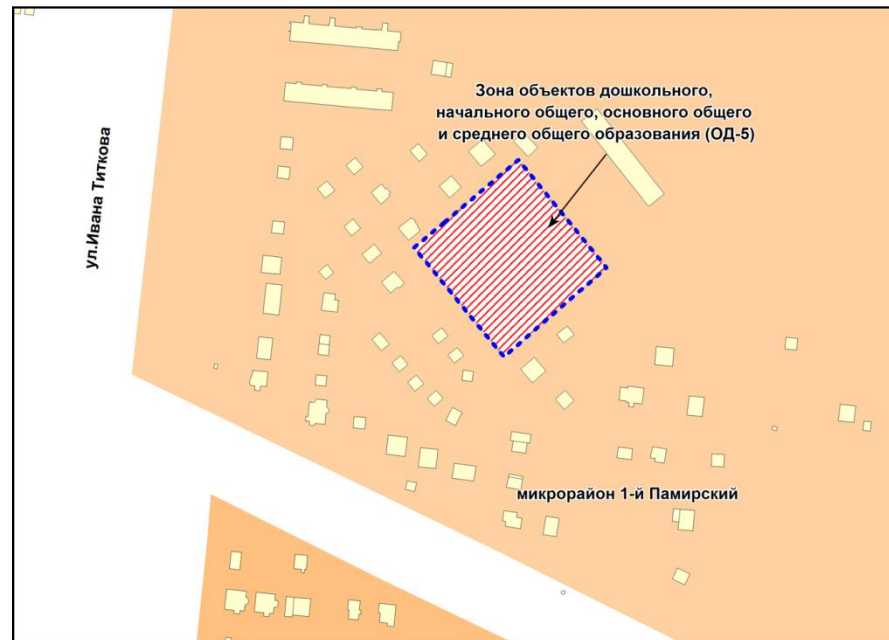 Зона объектов дошкольного,
начального общего, основного общего
и среднего общего образования (ОД-5)
ул.Ивана Титкова
микрорайон 1-й Памирский